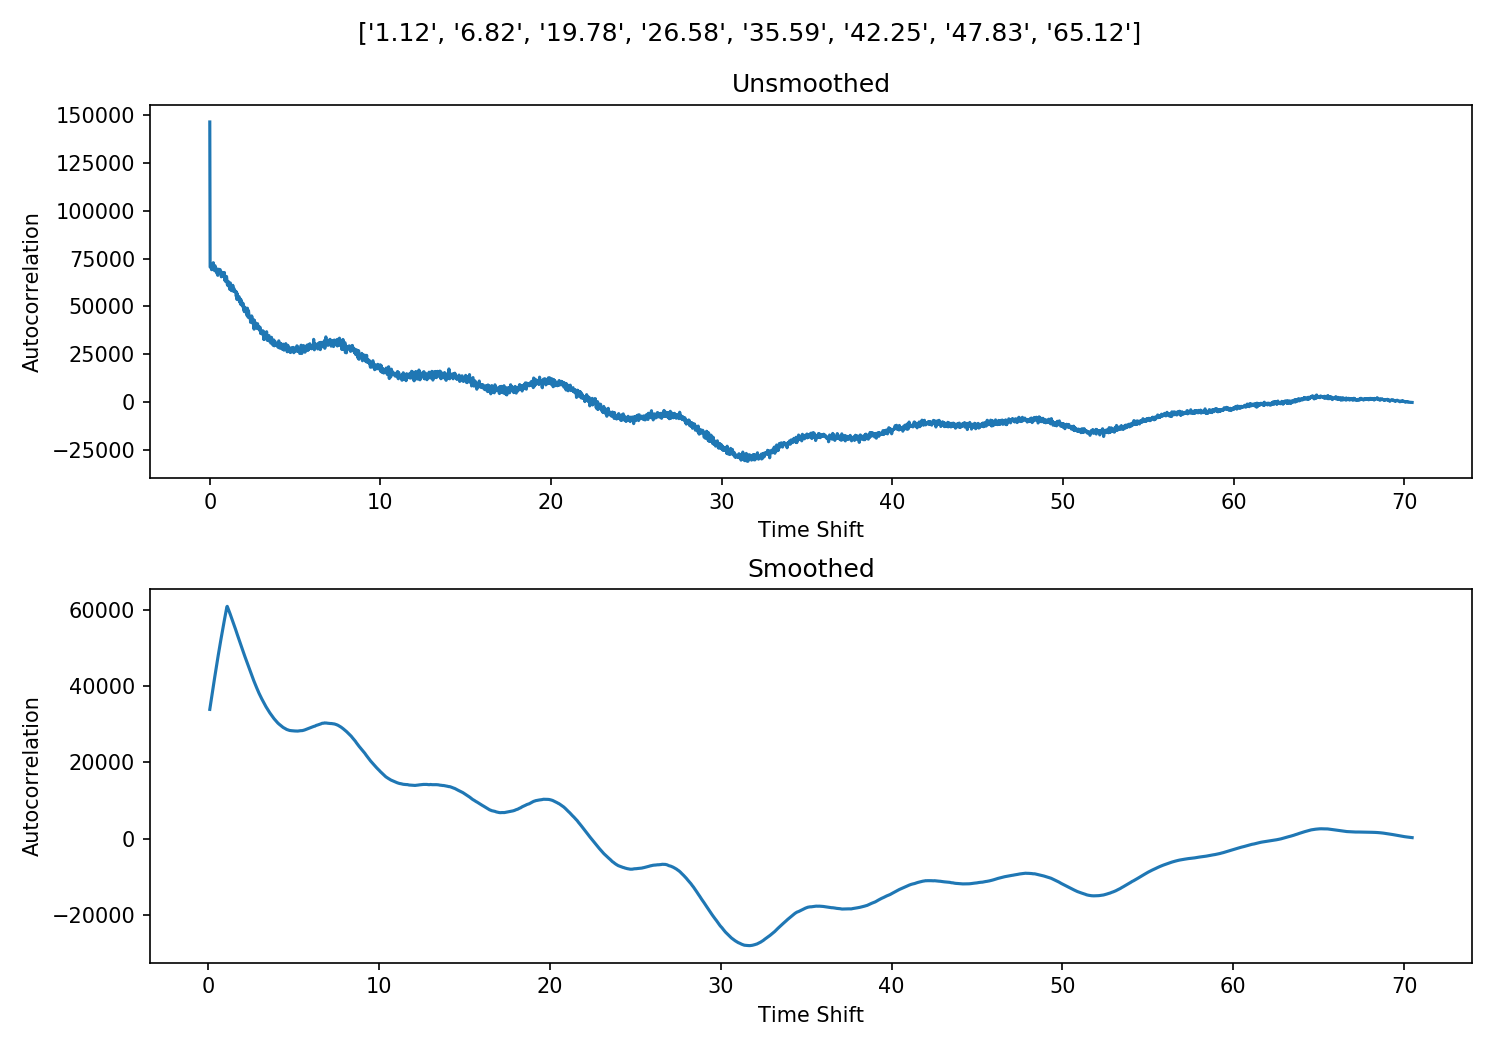 ['1.12', '6.82', '19.78', '26.58', '35.59', '42.25', '47.83', '65.12']
Unsmoothed
150000
125000
100000
75000
50000
25000
0
−25000
Autocorrelation
0 10 20 30 40 50 60 70
Time Shift
Smoothed
60000
40000
20000
0
−20000
Autocorrelation
0 10 20 30 40 50 60 70
Time Shift